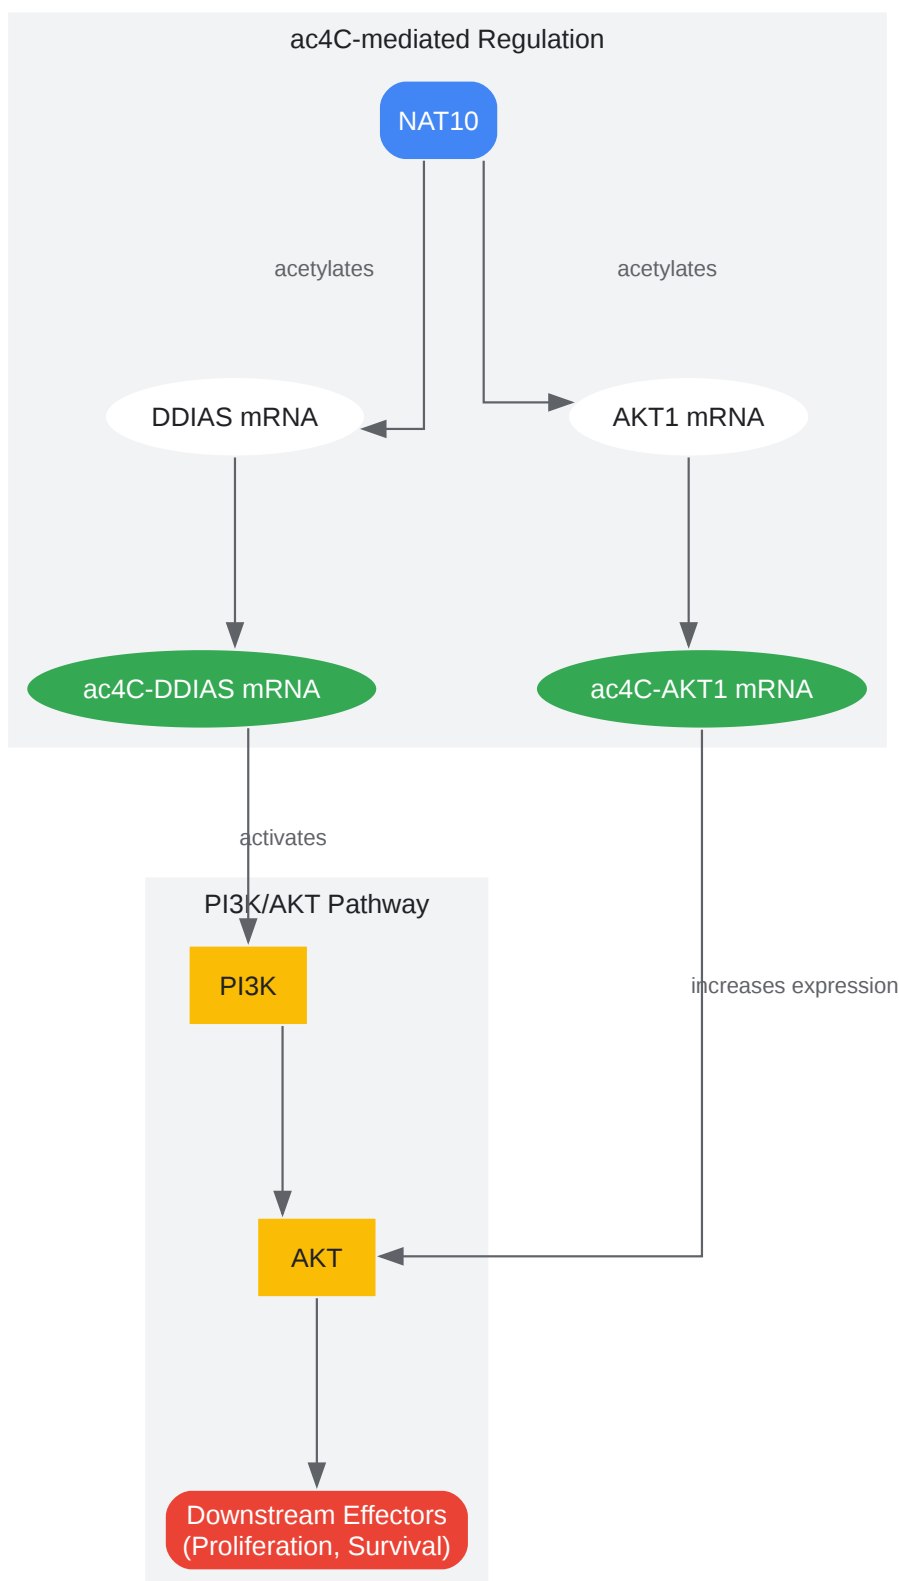 ac4C-mediated Regulation
NAT10
acetylates
acetylates
DDIAS mRNA
AKT1 mRNA
ac4C-DDIAS mRNA
ac4C-AKT1 mRNA
activates
PI3K/AKT Pathway
PI3K
increases expression
AKT
Downstream Effectors
(Proliferation, Survival)